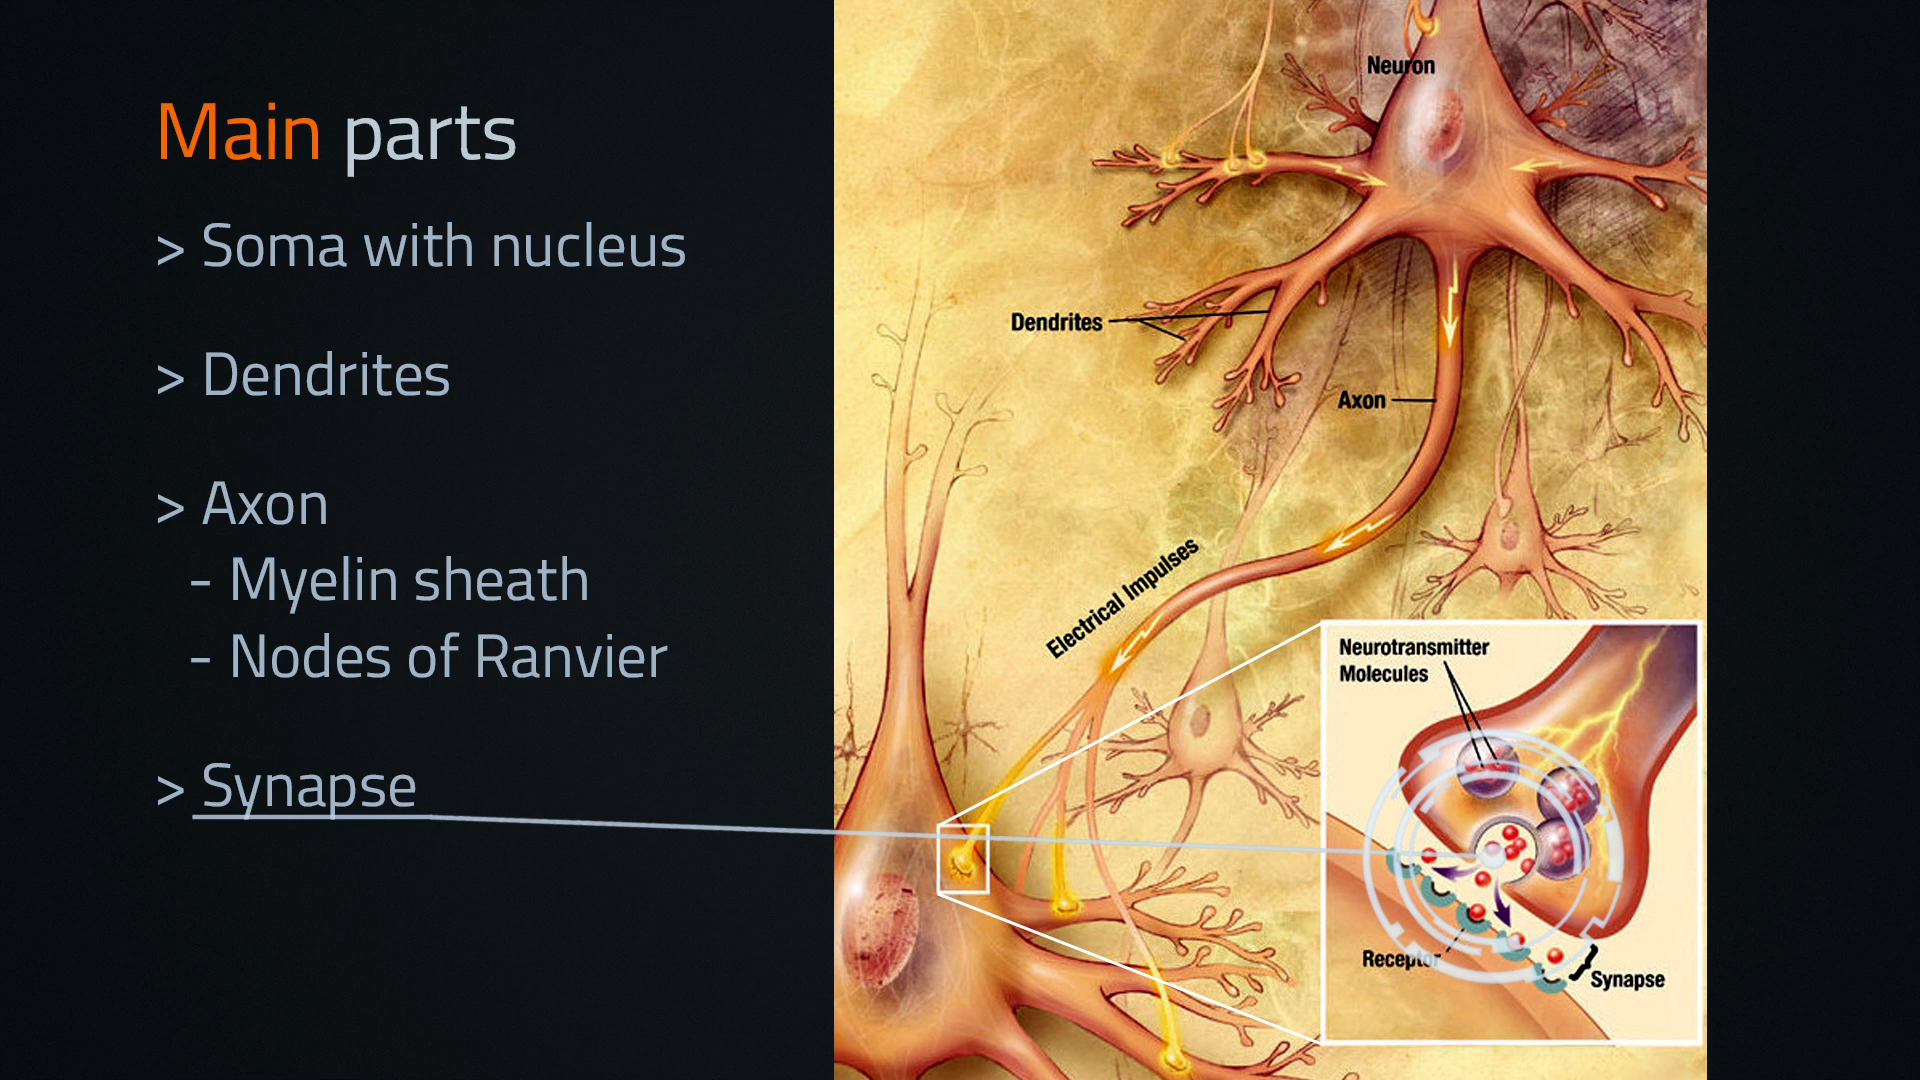 Main parts
> Soma with nucleus
> Dendrites
> Axon
- Myelin sheath
- Nodes of Ranvier
> Synapse
Neuron
Dendrites
Axon
Electrical Impulses
Neurotransmitter
Molecules
Receptor
Synapse